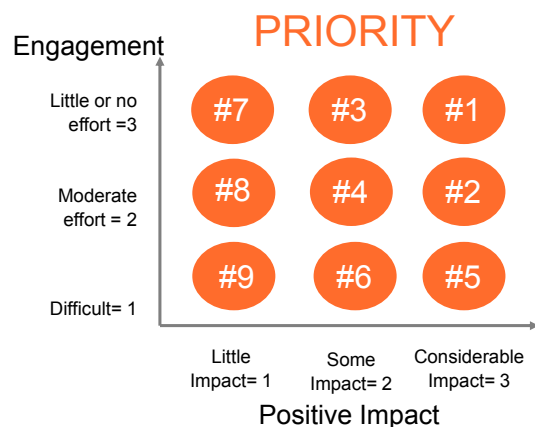 PRIORITY
Engagement
Little or no
effort =3
#7 #3 #1
Moderate
effort = 2
#8 #4 #2
#9 #6 #5
Difficult= 1
Little
Impact= 1
Some
Impact= 2
Considerable
Impact= 3
Positive Impact